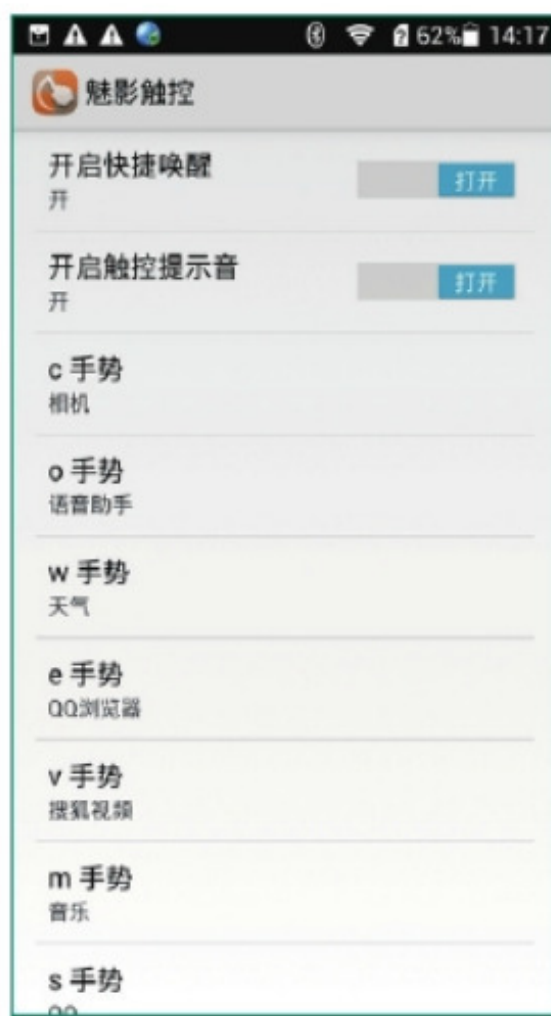 62% 14:17
魅影触控
开启快捷唤醒
开
打开
开启触控提示音
开
打开
c 手势
相机
o 手势
语音助手
w 手势
天气
e 手势
QQ浏览器
v 手势
搜狐视频
m 手势
音乐
s 手势
QQ